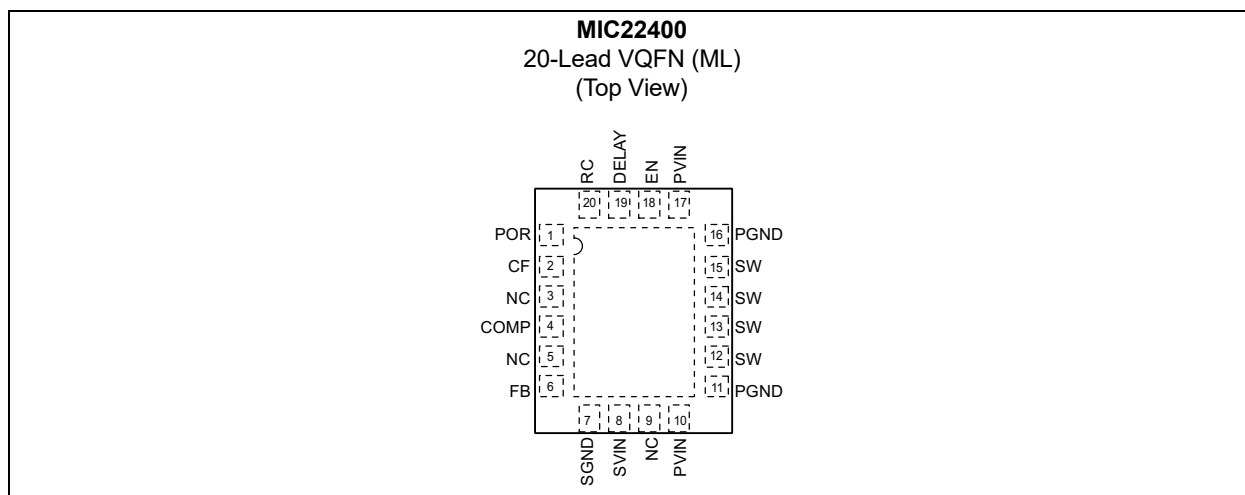 MIC22400
20-Lead VQFN (ML)
(Top View)
RC
DELAY
EN
PVIN
20 19 18 17
POR 1
CF 2
NC 3
COMP 4
NC 5
FB 6
16 PGND
15 SW
14 SW
13 SW
12 SW
11 PGND
7 8 9 10
SGND
SVIN
NC
PVIN